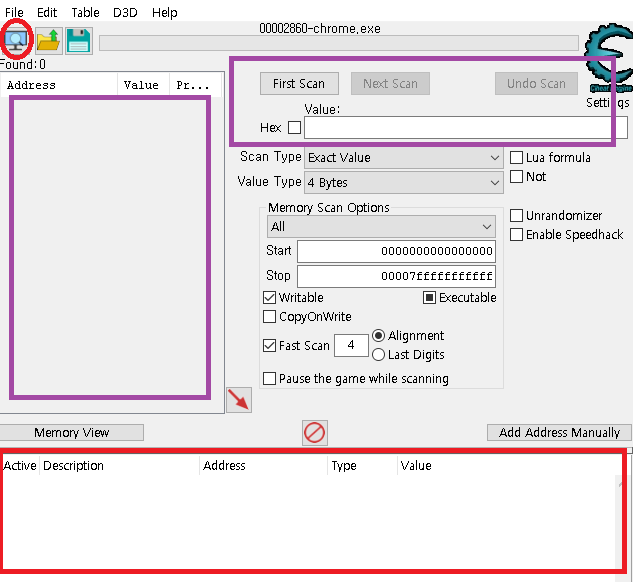 File Edit Table D3D Help
00002860-chrome.exe
Found:0
Address Value Pr...
First Scan Next Scan Undo Scan
Cheat Engine
Settings
Value:
Hex
Scan Type Exact Value Lua formula
Value Type 4 Bytes Not
Memory Scan Options
All
Unrandomizer
Enable Speedhack
Start 0000000000000000
Stop 00007fffffffffff
Writable Executable
CopyOnWrite
Fast Scan 4 Alignment
Last Digits
Pause the game while scanning
Memory View Add Address Manually
Active Description Address Type Value